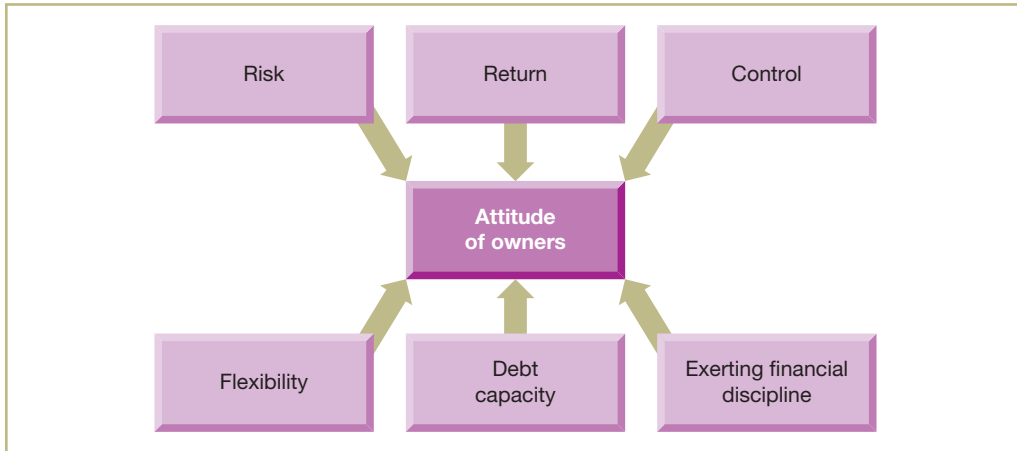 Risk
Return
Control
Attitude
of owners
Flexibility
Debt
capacity
Exerting financial
discipline